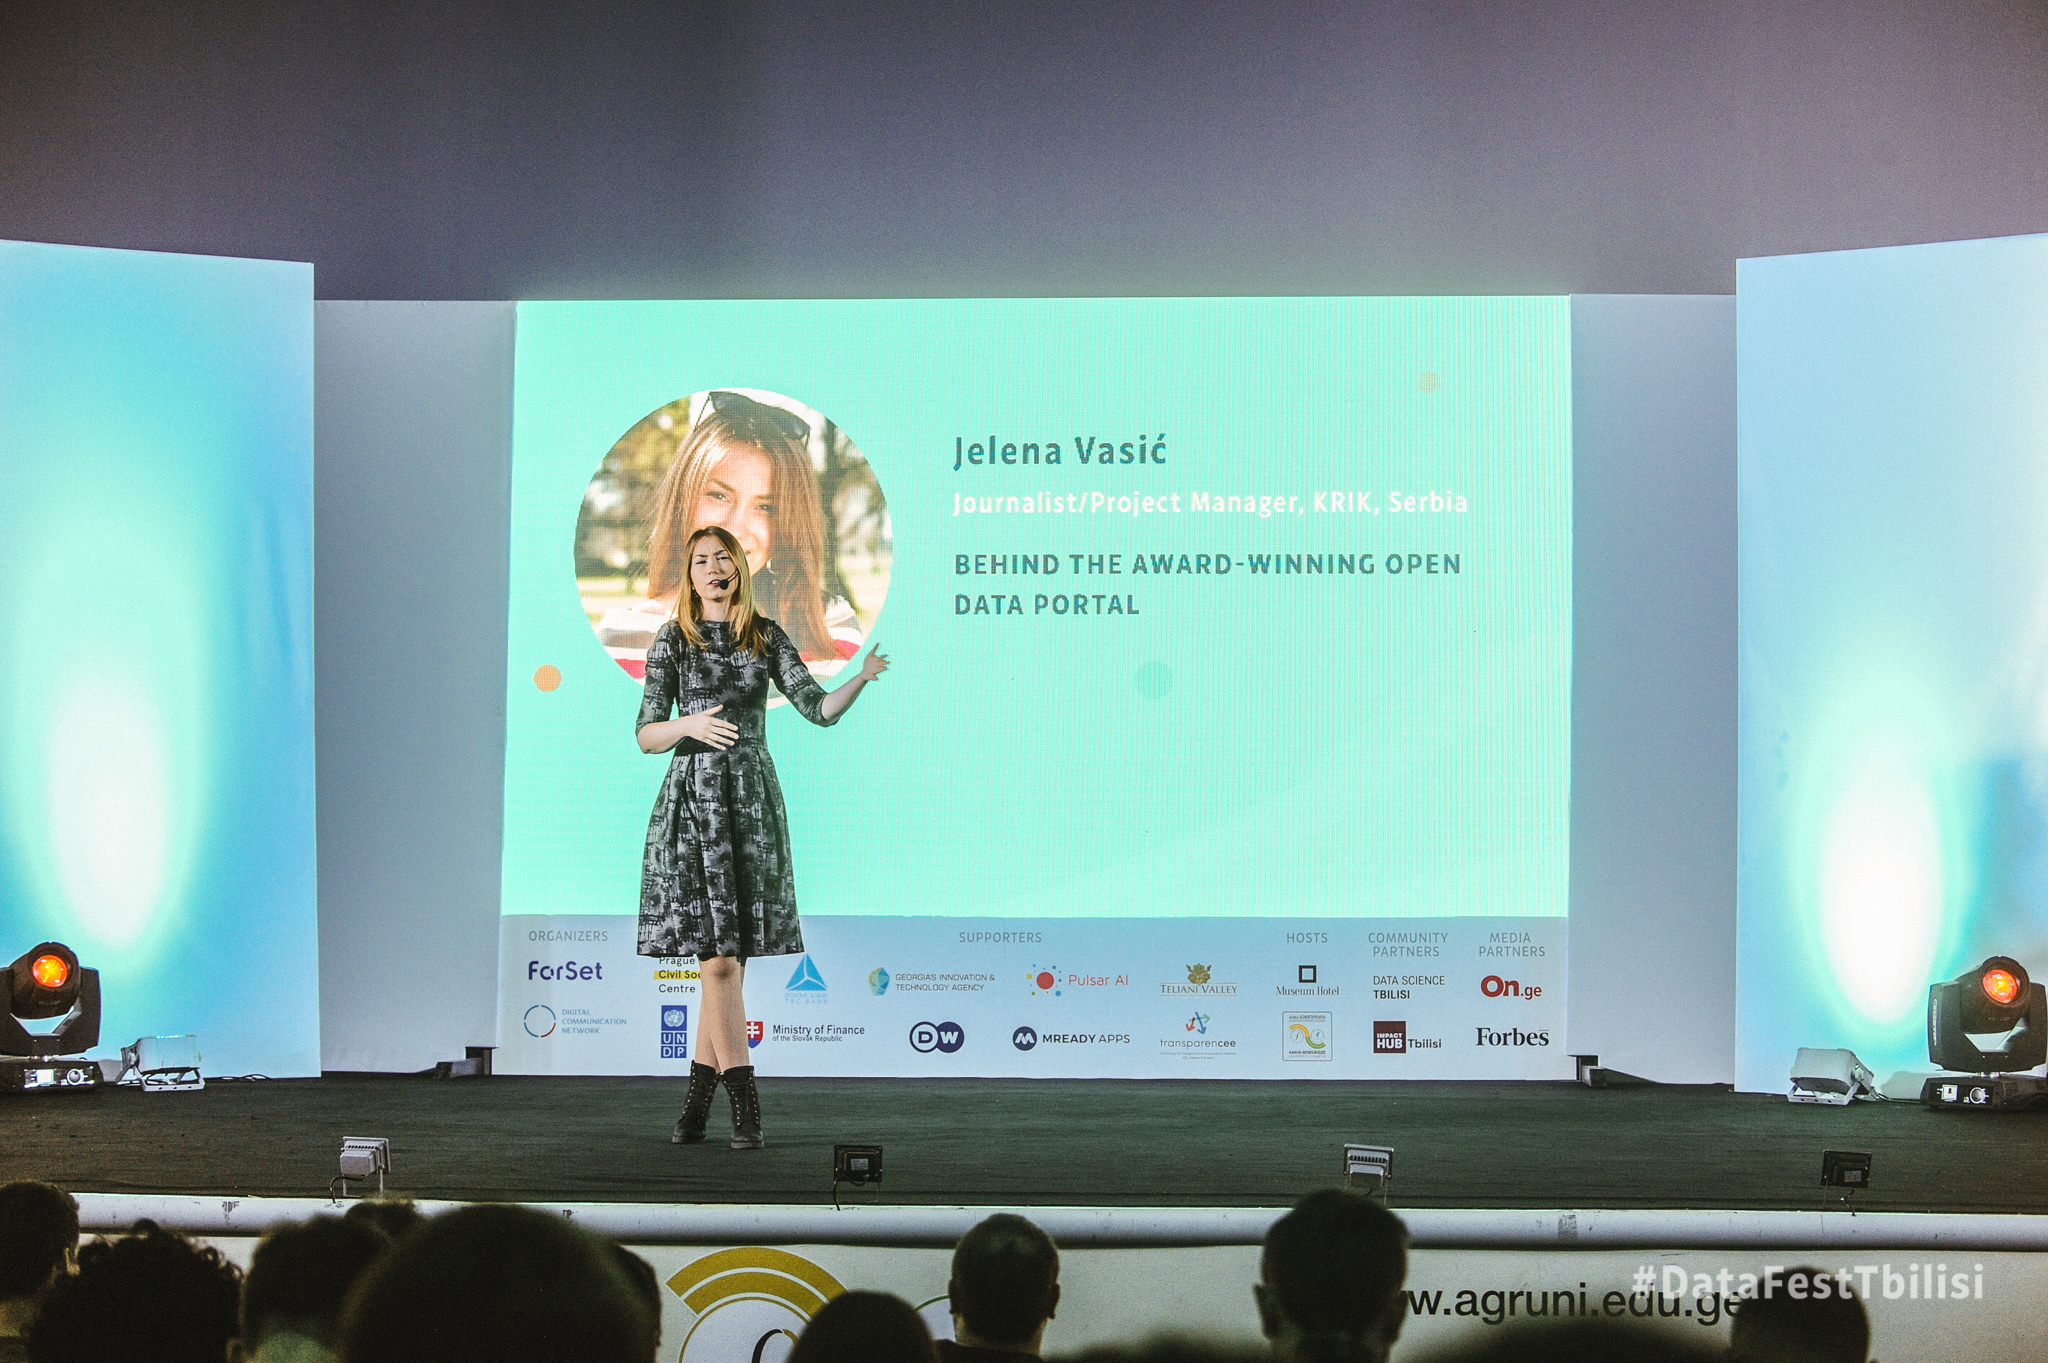 Jelena Vasić
Journalist/Project Manager, KRIK, Serbia
BEHIND THE AWARD-WINNING OPEN
DATA PORTAL
ORGANIZERS
ForSet
Prague
Civil Soc
Centre
DIGITAL
COMMUNICATION
NETWORK
UN
DP
SUPPORTERS
TBC BANK
GEORGIA'S INNOVATION &
TECHNOLOGY AGENCY
Pulsar AI
TELIANI VALLEY
Ministry of Finance
of the Slovak Republic
DW
MREADY APPS
transparencee
HOSTS
Museum Hotel
COMMUNITY
PARTNERS
DATA SCIENCE
TBILISI
IMPACT
HUB Tbilisi
MEDIA
PARTNERS
On.ge
Forbes
w.agruni.edu.ge
#DataFestTbilisi